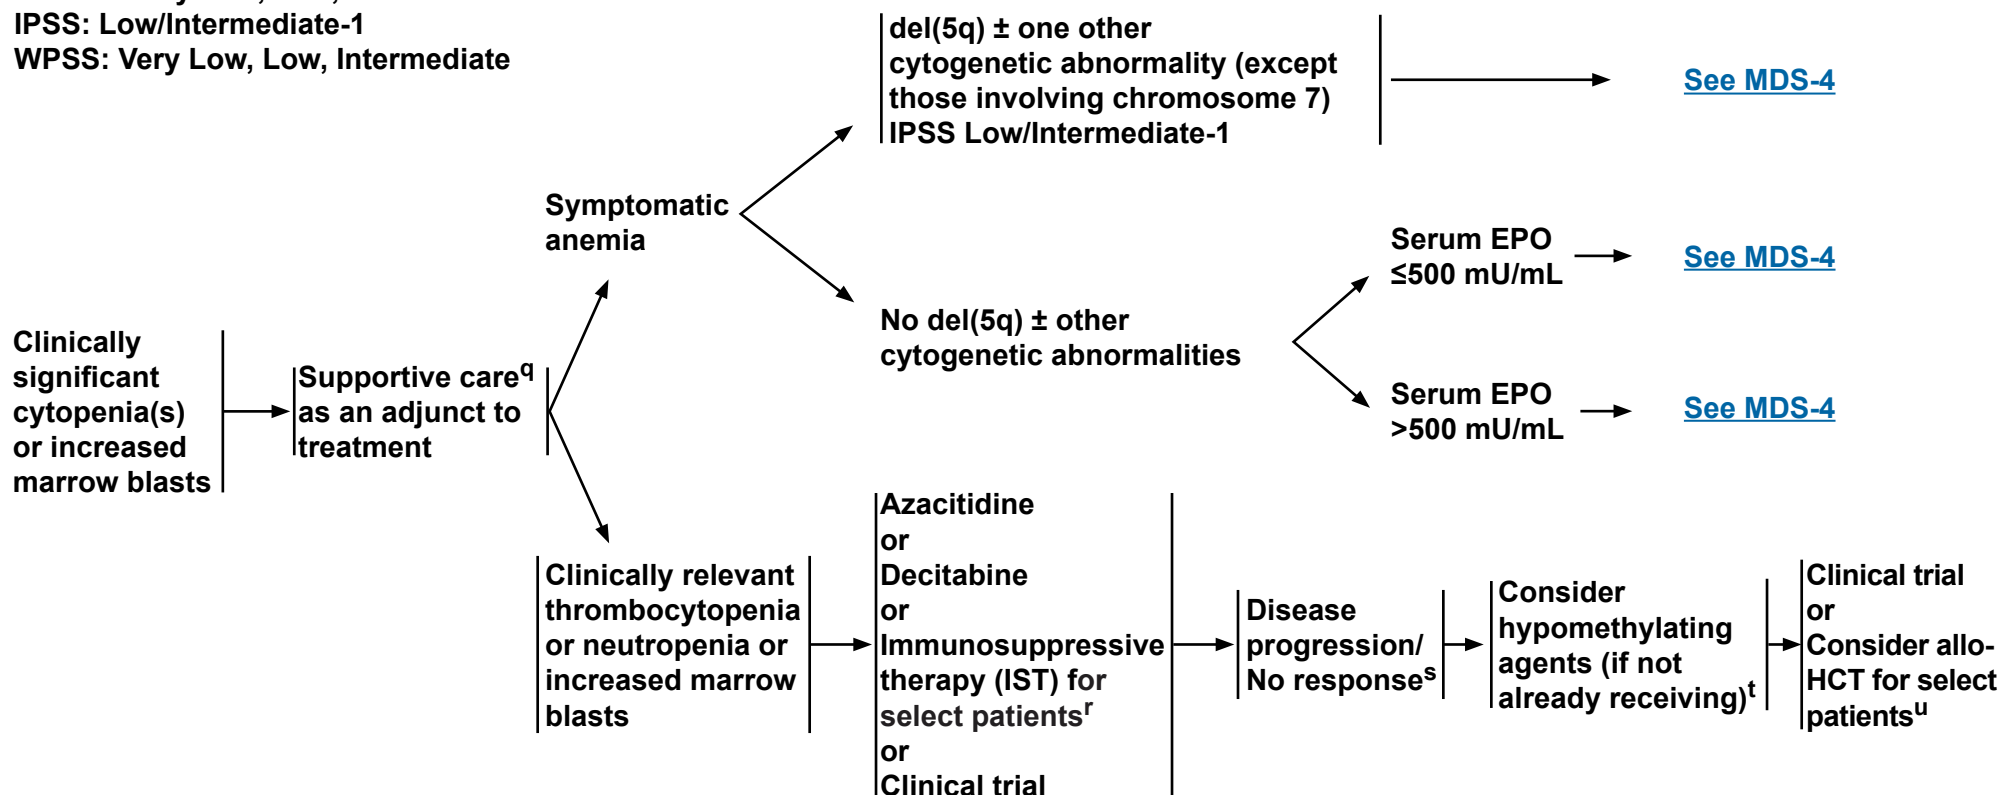 IPSS: Low/Intermediate-1
WPSS: Very Low, Low, Intermediate
del(5q) ± one other
cytogenetic abnormality (except
those involving chromosome 7)
IPSS Low/Intermediate-1
See MDS-4
Symptomatic
anemia
No del(5q) ± other
cytogenetic abnormalities
Serum EPO
≤500 mU/mL
See MDS-4
Serum EPO
>500 mU/mL
See MDS-4
Clinically
significant
cytopenia(s)
or increased
marrow blasts
Supportive careq
as an adjunct to
treatment
Clinically relevant
thrombocytopenia
or neutropenia or
increased marrow
blasts
Azacitidine
or
Decitabine
or
Immunosuppressive
therapy (IST) for
select patientsr
or
Clinical trial
Disease
progression/
No responses
Consider
hypomethylating
agents (if not
already receiving)t
Clinical trial
or
Consider allo-
HCT for select
patientsu